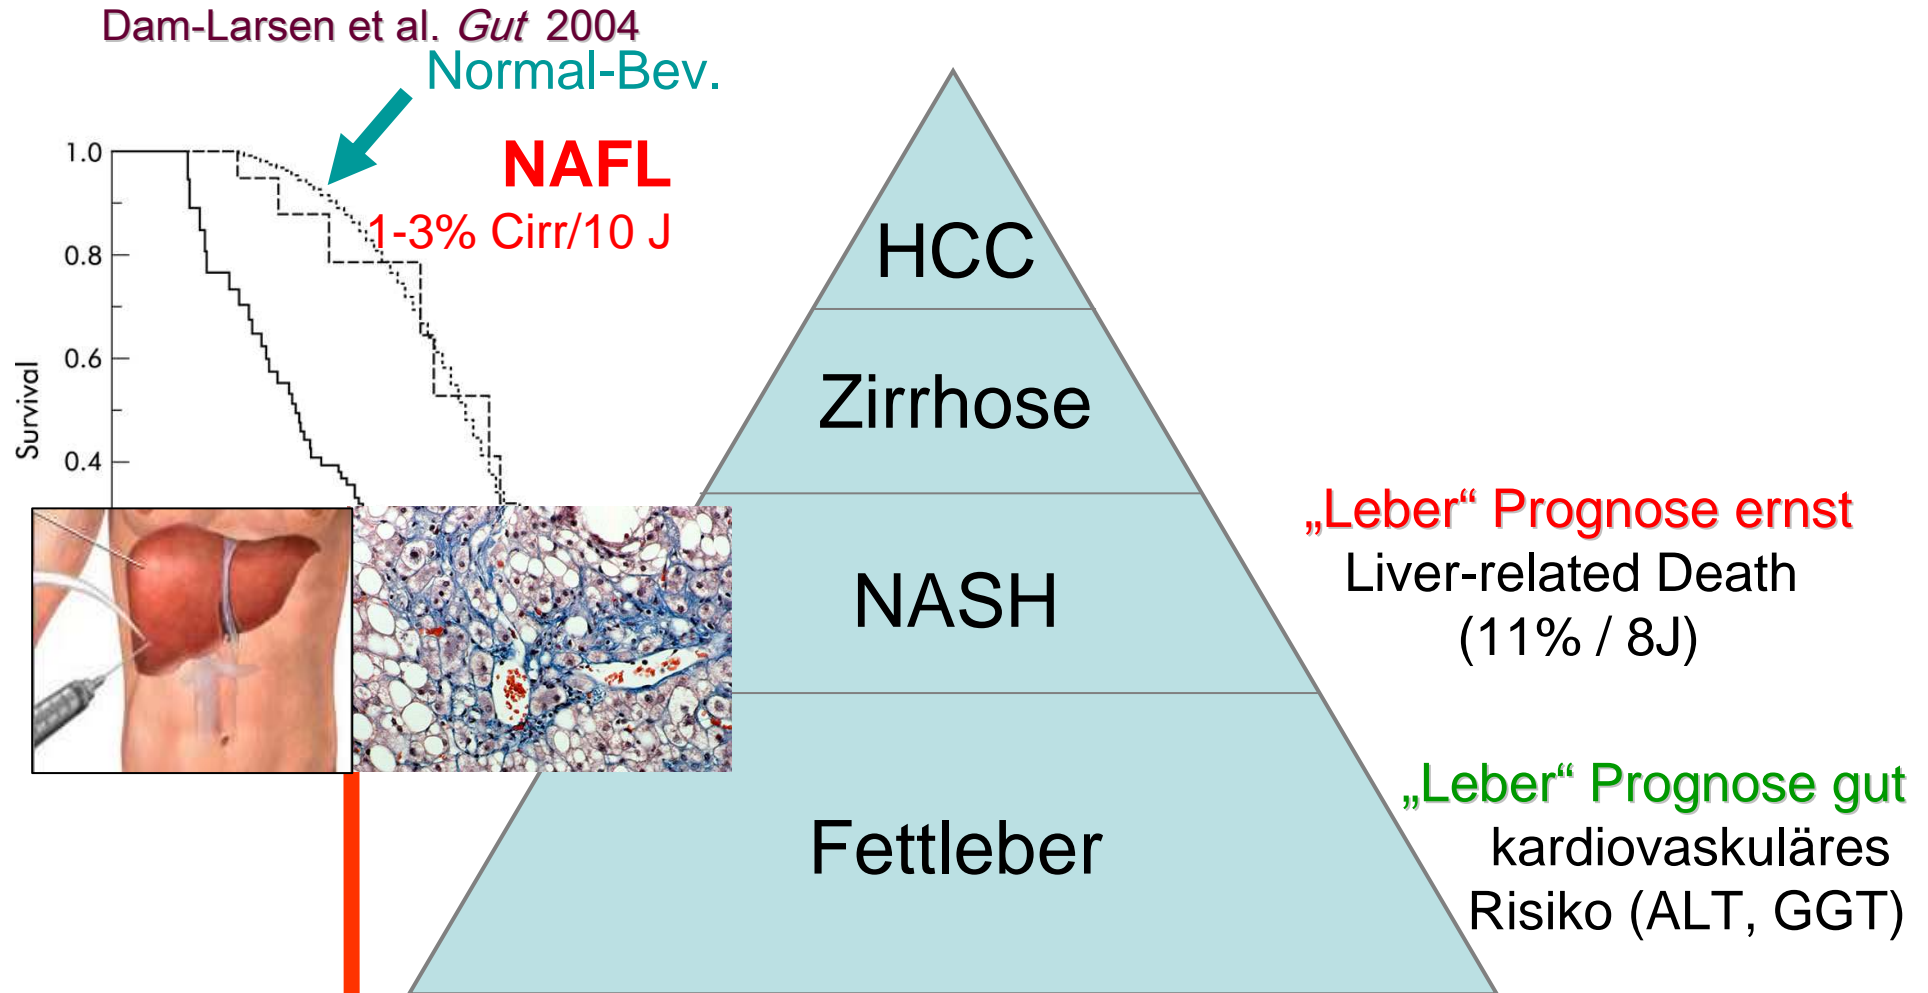 Dam-Larsen et al. Gut 2004
Normal-Bev.
NAFL
1-3% Cirr/10 J
1.0
0.8
0.6
0.4
Survival
HCC
Zirrhose
NASH
Fettleber
„Leber“ Prognose ernst
Liver-related Death
(11% / 8J)
„Leber“ Prognose gut
kardiovaskuläres
Risiko (ALT, GGT)